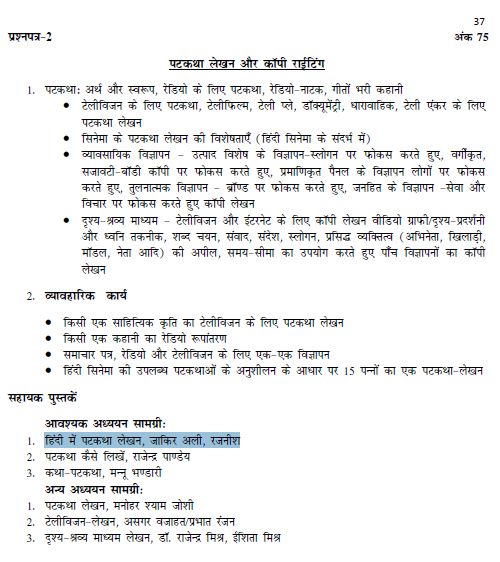 37
प्रश्नपत्र-2 अंक 75
पटकथा लेखन और कॉपी राईटिंग
1. पटकथा: अर्थ और स्वरूप, रेडियो के लिए पटकथा, रेडियो-नाटक, गीतों भरी कहानी
● टेलीविजन के लिए पटकथा, टेलीफिल्म, टेली प्ले, डॉक्यूमेंट्री, धारावाहिक, टेली एंकर के लिए
पटकथा लेखन
● सिनेमा के पटकथा लेखन की विशेषताएँ (हिंदी सिनेमा के संदर्भ में)
● व्यावसायिक विज्ञापन – उत्पाद विशेष के विज्ञापन-स्लोगन पर फोकस करते हुए, वर्गीकृत,
सजावटी-बॉडी कॉपी पर फोकस करते हुए, प्रमाणिकृत पैनल के विज्ञापन लोगों पर फोकस
करते हुए, तुलनात्मक विज्ञापन – ब्रॉण्ड पर फोकस करते हुए, जनहित के विज्ञापन -सेवा और
विचार पर फोकस करते हुए कॉपी लेखन
● दृश्य-श्रव्य माध्यम – टेलीविजन और इंटरनेट के लिए कॉपी लेखन वीडियो ग्राफी/दृश्य-प्रदर्शनी
और ध्वनि तकनीक, शब्द चयन, संवाद, संदेश, स्लोगन, प्रसिद्ध व्यक्तित्व (अभिनेता, खिलाड़ी,
मॉडल, नेता आदि) की अपील, समय-सीमा का उपयोग करते हुए पाँच विज्ञापनों का कॉपी
लेखन
2. व्यावहारिक कार्य
● किसी एक साहित्यिक कृति का टेलीविजन के लिए पटकथा लेखन
● किसी एक कहानी का रेडियो रूपांतरण
● समाचार पत्र, रेडियो और टेलीविजन के लिए एक-एक विज्ञापन
● हिंदी सिनेमा की उपलब्ध पटकथाओं के अनुशीलन के आधार पर 15 पन्नों का एक पटकथा-लेखन
सहायक पुस्तकें
आवश्यक अध्ययन सामग्री:
1. हिंदी में पटकथा लेखन, जाकिर अली, रजनीश
2. पटकथा कैसे लिखें, राजेन्द्र पाण्डेय
3. कथा-पटकथा, मन्नू भण्डारी
अन्य अध्ययन सामग्री:
1. पटकथा लेखन, मनोहर श्याम जोशी
2. टेलीविजन-लेखन, असगर वजाहत/प्रभात रंजन
3. दृश्य-श्रव्य माध्यम लेखन, डॉ. राजेन्द्र मिश्र, ईशिता मिश्र